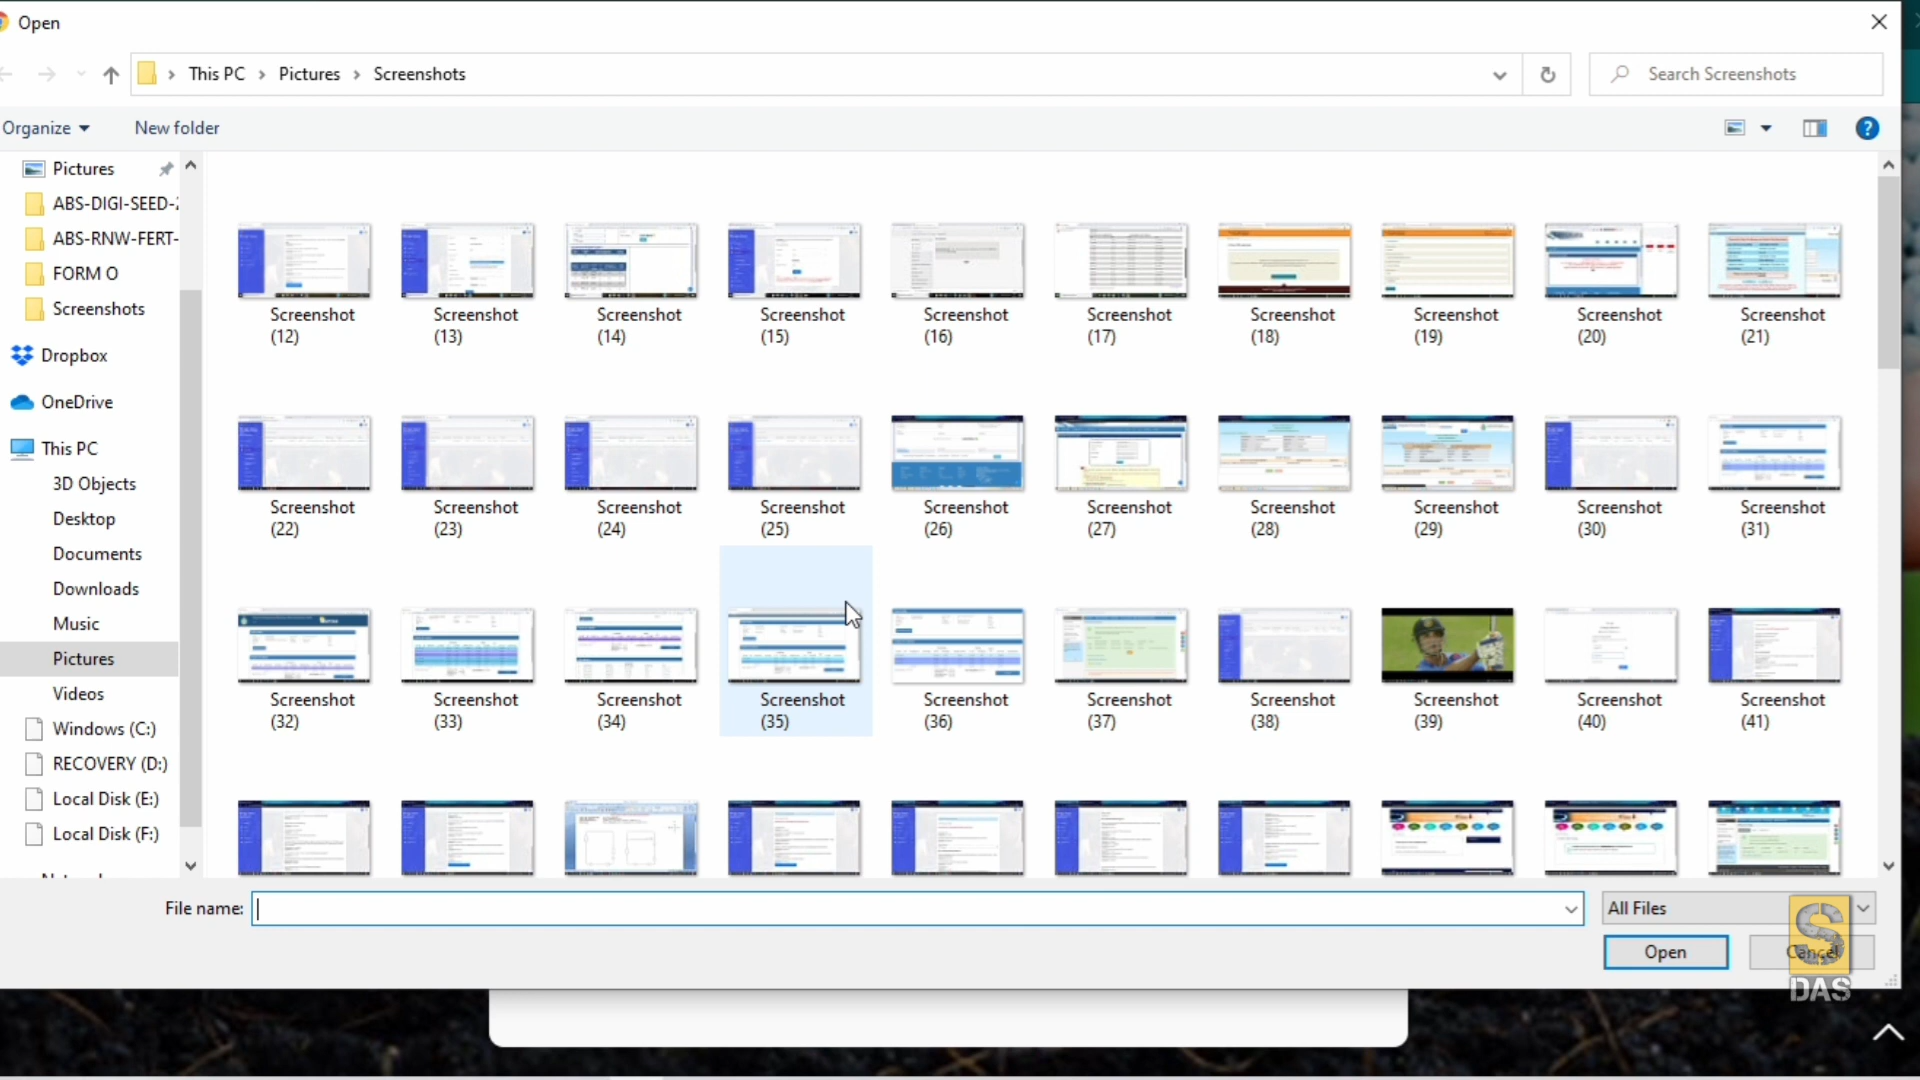 Open
This PC > Pictures > Screenshots
Search Screenshots
Organize
New folder
Pictures
ABS-DIGI-SEED-
ABS-RNW-FERT-
FORM O
Screenshots
Dropbox
OneDrive
This PC
3D Objects
Desktop
Documents
Downloads
Music
Pictures
Videos
Windows (C:)
RECOVERY (D:)
Local Disk (E:)
Local Disk (F:)
Screenshot (12)
Screenshot (13)
Screenshot (14)
Screenshot (15)
Screenshot (16)
Screenshot (17)
Screenshot (18)
Screenshot (19)
Screenshot (20)
Screenshot (21)
Screenshot (22)
Screenshot (23)
Screenshot (24)
Screenshot (25)
Screenshot (26)
Screenshot (27)
Screenshot (28)
Screenshot (29)
Screenshot (30)
Screenshot (31)
Screenshot (32)
Screenshot (33)
Screenshot (34)
Screenshot (35)
Screenshot (36)
Screenshot (37)
Screenshot (38)
Screenshot (39)
Screenshot (40)
Screenshot (41)
File name:
All Files
Open
Cancel
S
DAS